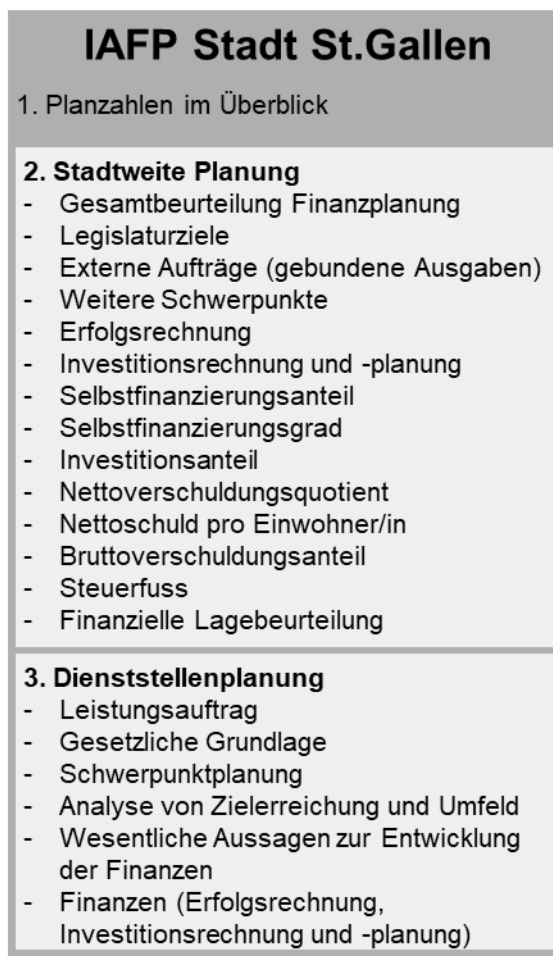 IAFP Stadt St.Gallen
1. Planzahlen im Überblick
2. Stadtweite Planung
- Gesamtbeurteilung Finanzplanung
- Legislaturziele
- Externe Aufträge (gebundene Ausgaben)
- Weitere Schwerpunkte
- Erfolgsrechnung
- Investitionsrechnung und -planung
- Selbstfinanzierungsanteil
- Selbstfinanzierungsgrad
- Investitionsanteil
- Nettoverschuldungsquotient
- Nettoschuld pro Einwohner/in
- Bruttoverschuldungsanteil
- Steuerfuss
- Finanzielle Lagebeurteilung
3. Dienststellenplanung
- Leistungsauftrag
- Gesetzliche Grundlage
- Schwerpunktplanung
- Analyse von Zielerreichung und Umfeld
- Wesentliche Aussagen zur Entwicklung
der Finanzen
- Finanzen (Erfolgsrechnung,
Investitionsrechnung und -planung)